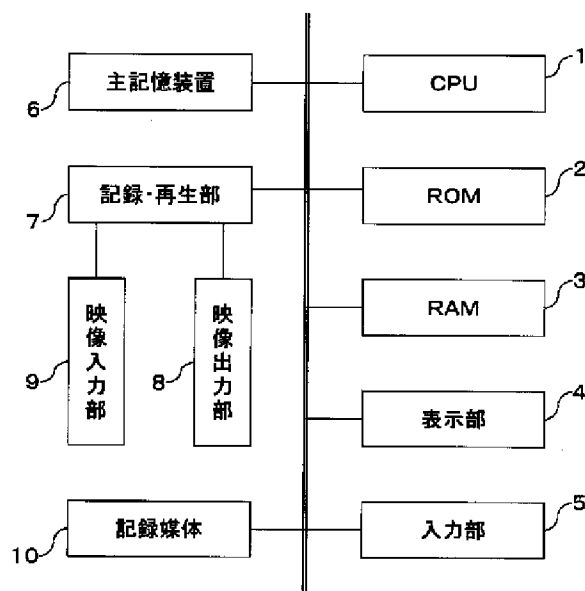 主記憶装置
6
CPU
1
記録・再生部
7
ROM
2
映像入力部
9
映像出力部
8
RAM
3
表示部
4
記録媒体
10
入力部
5